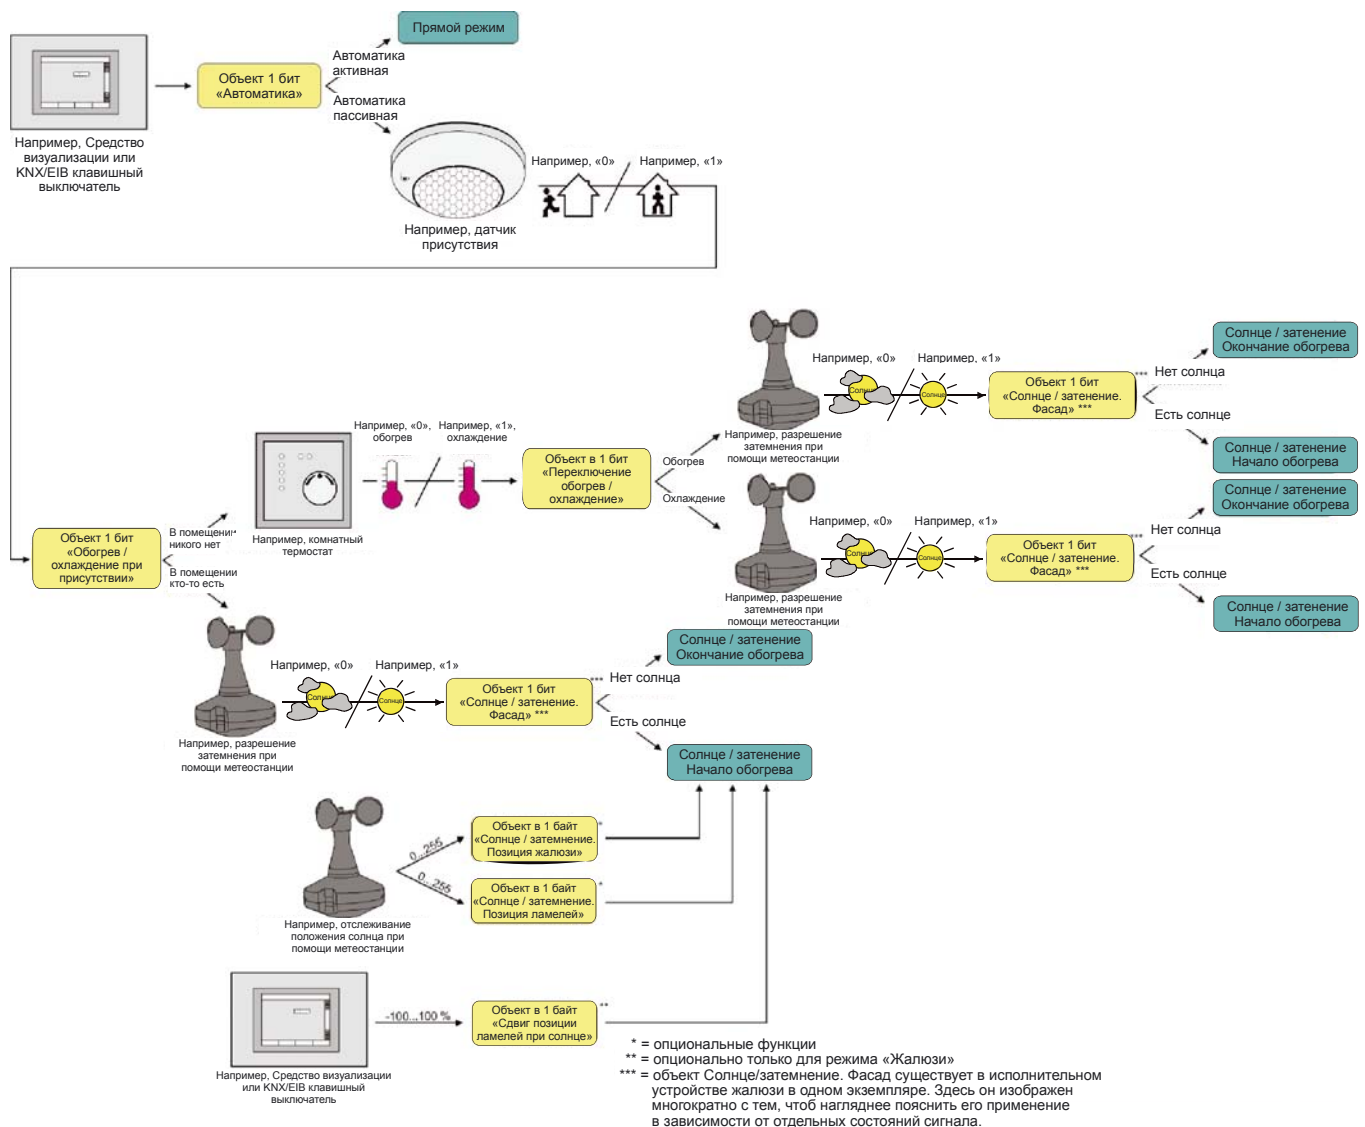 Прямой режим
Автоматика
активная
Объект 1 бит
«Автоматика»
Автоматика
пассивная
Например, Средство
визуализации или
KNX/EIB клавишный
выключатель
Например, «0»
Например, «1»
Например, датчик
присутствия
Солнце / затенение
Окончание обогрева
Например, «0»
Например, «1»
Солнце
Солнце
Объект 1 бит
«Солнце / затенение.
Фасад» ***
*** Нет солнца
Есть солнце
Например, разрешение
затемнения при
помощи метеостанции
Солнце / затенение
Начало обогрева
Например, «0»,
обогрев
Например, «1»,
охлаждение
Объект в 1 бит
«Переключение
обогрев /
охлаждение»
Обогрев
Охлаждение
Например, комнатный
термостат
Солнце / затенение
Окончание обогрева
Например, «0»
Например, «1»
Солнце
Солнце
Объект 1 бит
«Солнце / затенение.
Фасад» ***
*** Нет солнца
Есть солнце
Например, разрешение
затемнения при
помощи метеостанции
Солнце / затенение
Начало обогрева
Объект 1 бит
«Обогрев /
охлаждение при
присутствии»
В помещении
никого нет
В помещении
кто-то есть
Солнце / затенение
Окончание обогрева
Например, «0»
Например, «1»
Солнце
Солнце
Объект 1 бит
«Солнце / затенение.
Фасад» ***
*** Нет солнца
Есть солнце
Например, разрешение
затемнения при
помощи метеостанции
Солнце / затенение
Начало обогрева
0...255
Объект в 1 байт
«Солнце / затемнение.
Позиция жалюзи»
*
0...255
Объект в 1 байт
«Солнце / затемнение.
Позиция ламелей»
*
Например, отслеживание
положения солнца при
помощи метеостанции
-100...100 %
Объект в 1 байт
«Сдвиг позиции
ламелей при солнце»
**
Например, Средство визуализации
или KNX/EIB клавишный
выключатель
* = опциональные функции
** = опционально только для режима «Жалюзи»
*** = объект Солнце/затемнение. Фасад существует в исполнительном
устройстве жалюзи в одном экземпляре. Здесь он изображен
многократно с тем, чтоб нагляднее пояснить его применение
в зависимости от отдельных состояний сигнала.